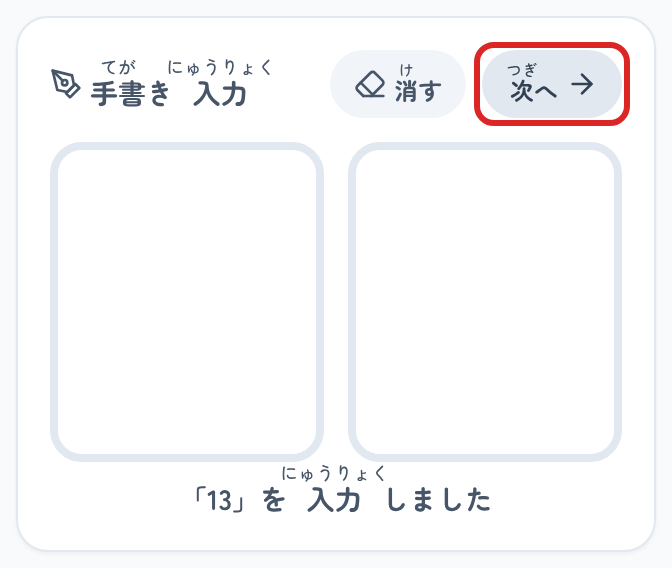 手書き 入力
てが にゅうりょく
消す
け
次へ
つぎ
「13」を 入力 しました
にゅうりょく